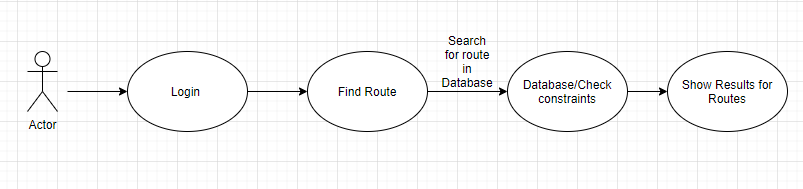 Actor
Login
Find Route
Search
for route
in
Database
Database/Check
constraints
Show Results for
Routes